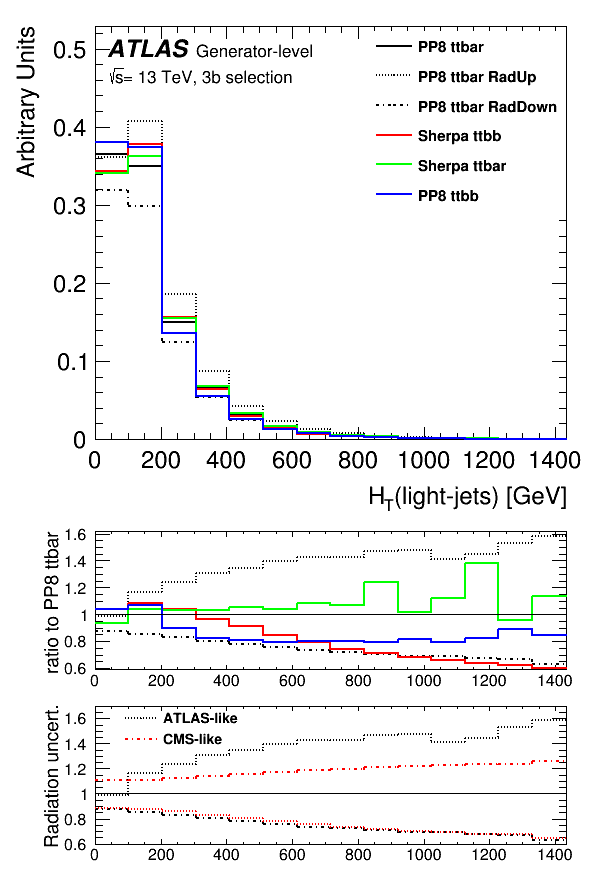 ATLAS Generator-level
√s= 13 TeV, 3b selection
PP8 ttbar
PP8 ttbar RadUp
PP8 ttbar RadDown
Sherpa ttbb
Sherpa ttbar
PP8 ttbb
Arbitrary Units
0.5
0.4
0.3
0.2
0.1
0
0 200 400 600 800 1000 1200 1400
H_T(light-jets) [GeV]
ratio to PP8 ttbar
1.6
1.4
1.2
1
0.8
0.6
0 200 400 600 800 1000 1200 1400
Radiation uncert.
ATLAS-like
CMS-like
1.6
1.4
1.2
1
0.8
0.6
0 200 400 600 800 1000 1200 1400